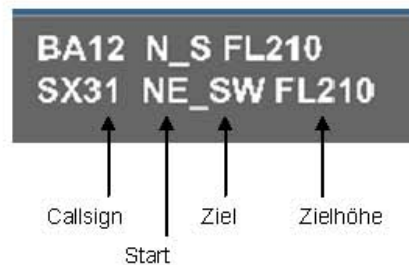 BA12 N_S FL210
SX31 NE_SW FL210
Callsign Ziel Zielhöhe
Start